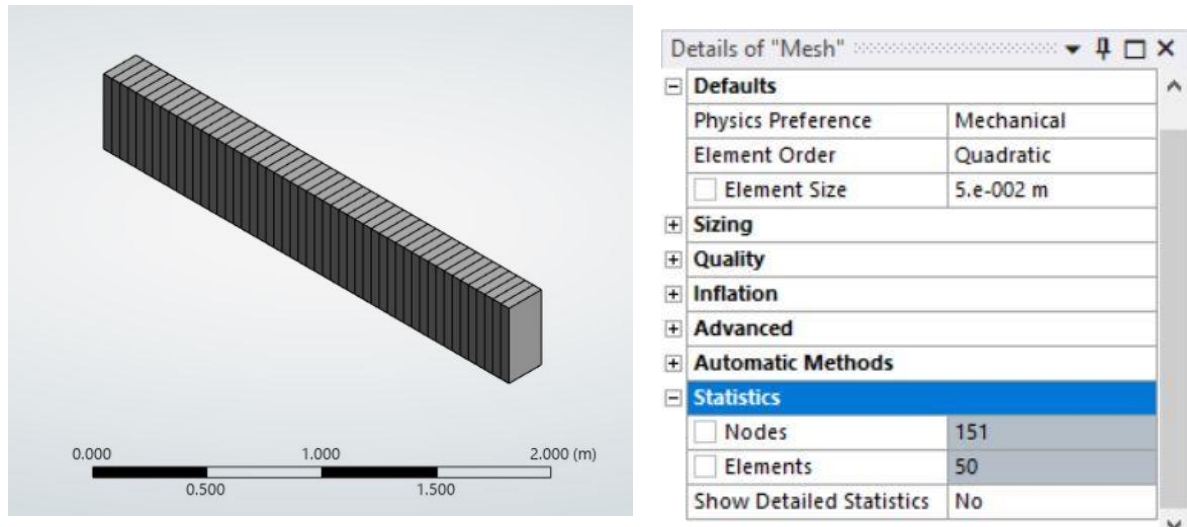 0.000 1.000 2.000 (m)
0.500 1.500
Details of "Mesh"
Defaults
Physics Preference Mechanical
Element Order Quadratic
Element Size 5.e-002 m
Sizing
Quality
Inflation
Advanced
Automatic Methods
Statistics
Nodes 151
Elements 50
Show Detailed Statistics No